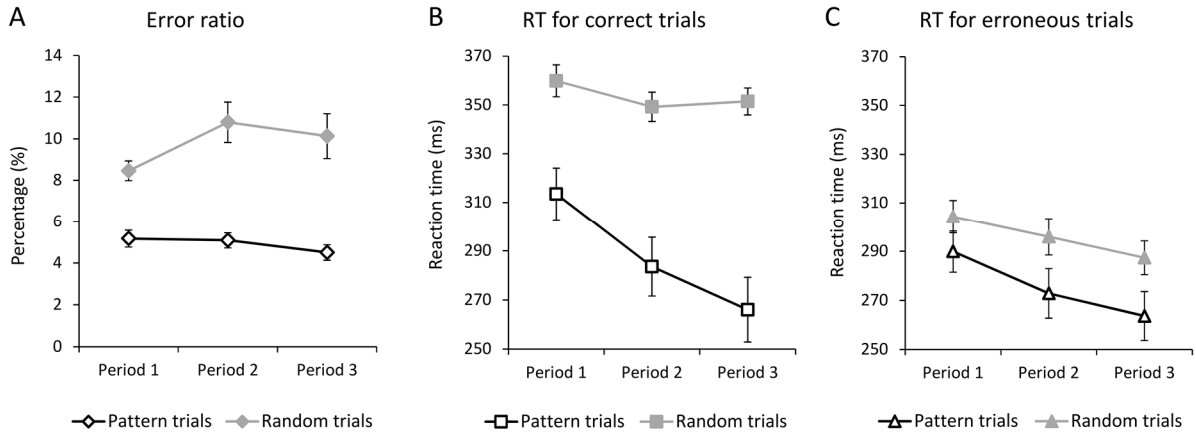 A Error ratio
Percentage (%)
14
12
10
8
6
4
2
0
Period 1 Period 2 Period 3
Pattern trials Random trials
B RT for correct trials
Reaction time (ms)
370
350
330
310
290
270
250
Period 1 Period 2 Period 3
Pattern trials Random trials
C RT for erroneous trials
Reaction time (ms)
370
350
330
310
290
270
250
Period 1 Period 2 Period 3
Pattern trials Random trials